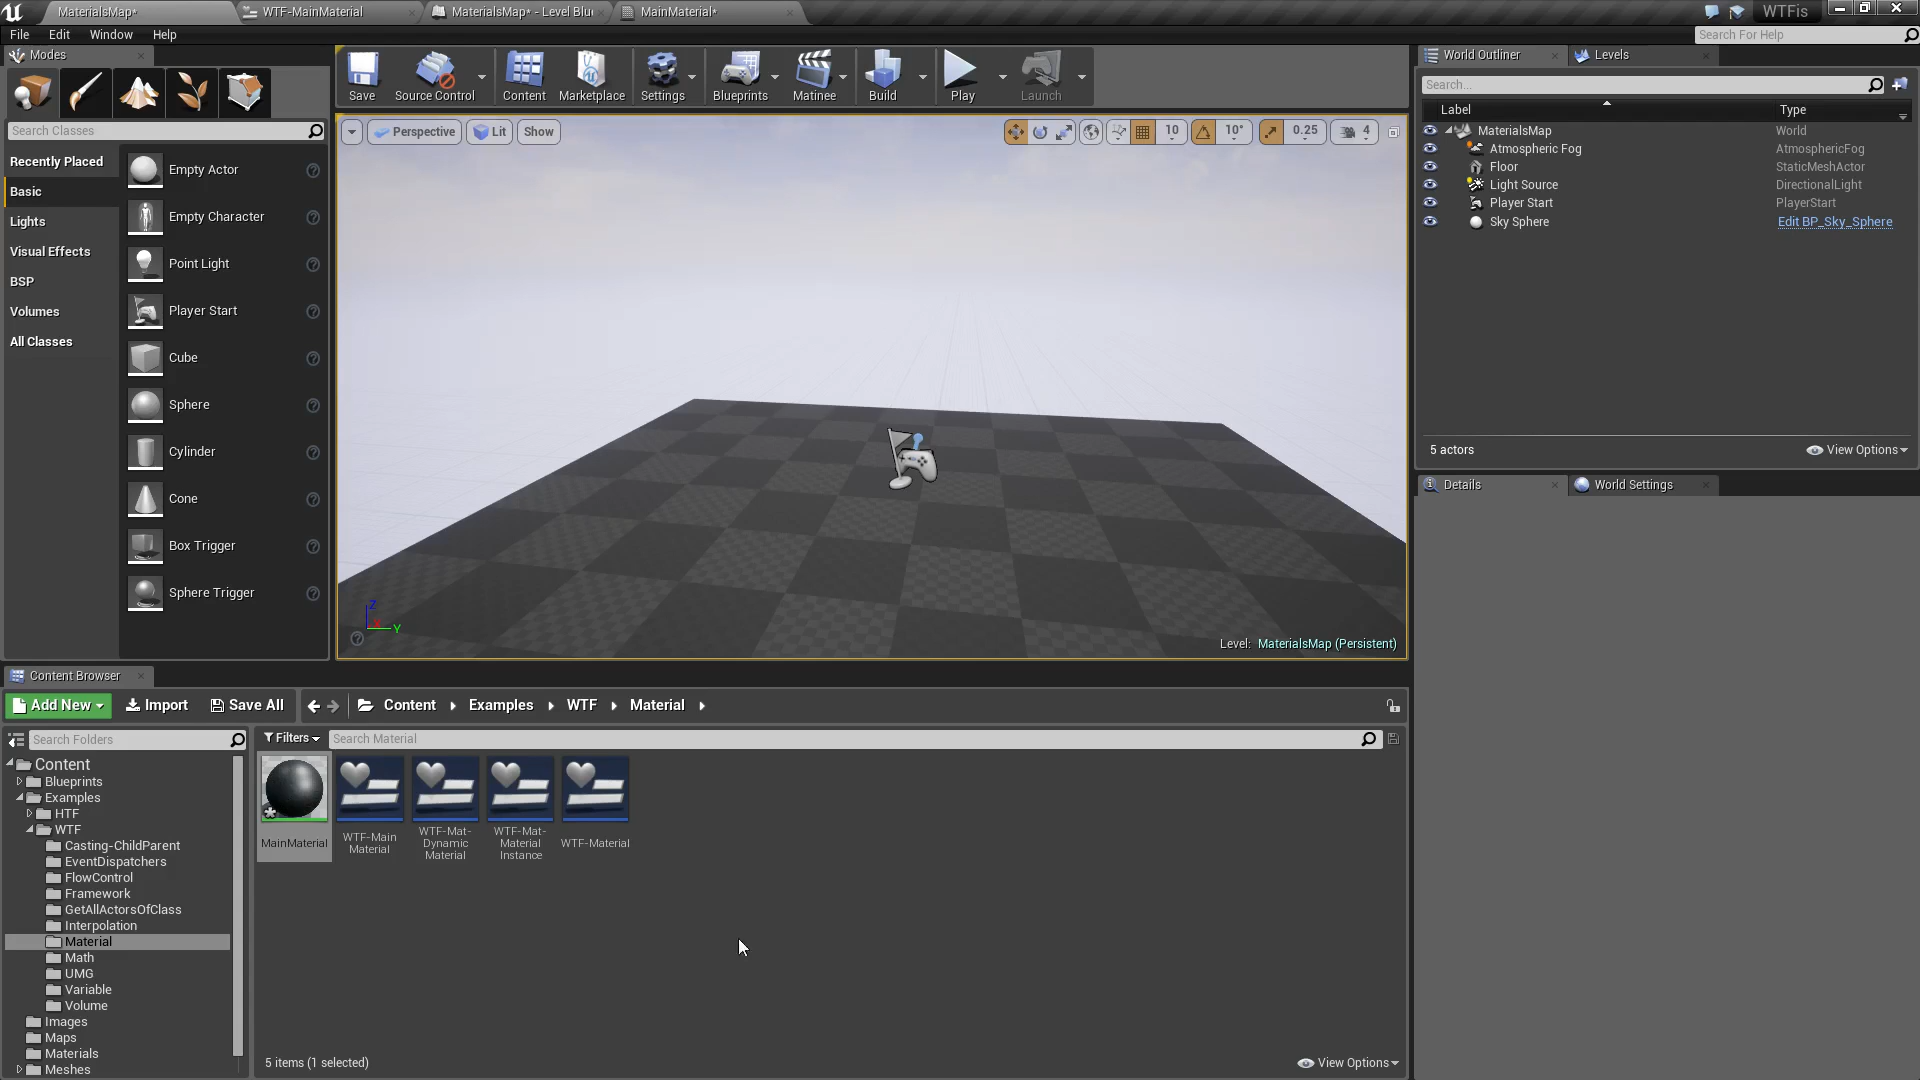 MaterialsMap*
WTF-MainMaterial
MaterialsMap* - Level Blu
MainMaterial*
WTFis
File Edit Window Help
Search For Help
Modes
Search Classes
Recently Placed
Basic
Lights
Visual Effects
BSP
Volumes
All Classes
Empty Actor
Empty Character
Point Light
Player Start
Cube
Sphere
Cylinder
Cone
Box Trigger
Sphere Trigger
Save
Source Control
Content
Marketplace
Settings
Blueprints
Matinee
Build
Play
Launch
Perspective
Lit
Show
10
10°
0.25
4
Z
Y
Level: MaterialsMap (Persistent)
World Outliner
Levels
Search...
Label Type
MaterialsMap World
Atmospheric Fog AtmosphericFog
Floor StaticMeshActor
Light Source DirectionalLight
Player Start PlayerStart
Sky Sphere Edit BP_Sky_Sphere
5 actors
View Options
Details
World Settings
Content Browser
Add New
Import
Save All
Content
Examples
WTF
Material
Search Folders
Content
Blueprints
Examples
HTF
WTF
Casting-ChildParent
EventDispatchers
FlowControl
Framework
GetAllActorsOfClass
Interpolation
Material
Math
UMG
Variable
Volume
Images
Maps
Materials
Meshes
Filters
Search Material
MainMaterial
WTF-Main
Material
WTF-Mat-
Dynamic
Material
WTF-Mat-
Material
Instance
WTF-Material
5 items (1 selected)
View Options